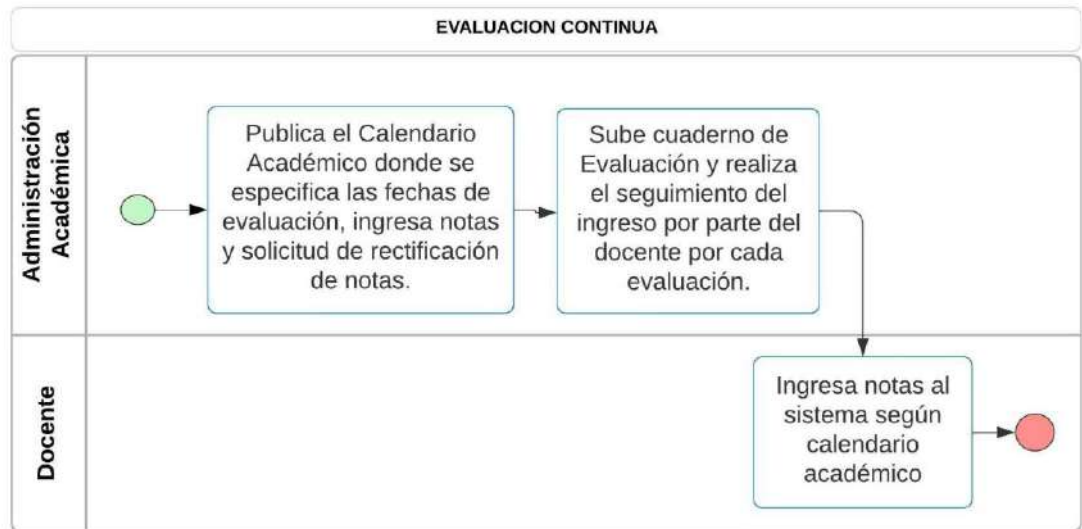 EVALUACION CONTINUA
Administración
Académica
Publica el Calendario
Académico donde se
especifica las fechas de
evaluación, ingresa notas
y solicitud de rectificación
de notas.
Sube cuaderno de
Evaluación y realiza
el seguimiento del
ingreso por parte del
docente por cada
evaluación.
Docente
Ingresa notas al
sistema según
calendario
académico